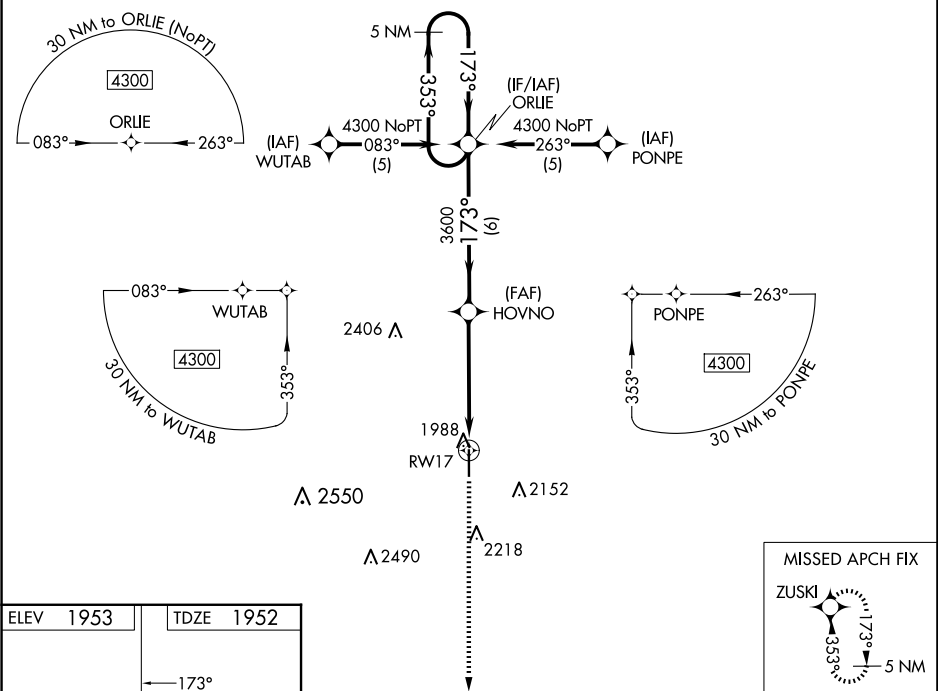 30 NM to ORLIE (NoPT)
4300
ORLIE
083°
263°
5 NM
353°
173°
(IF/IAF)
ORLIE
(IAF)
WUTAB
4300 NoPT
083°
(5)
4300 NoPT
263°
(5)
(IAF)
PONPE
3600
173°
(6)
(FAF)
HOVNO
083°
WUTAB
4300
353°
30 NM to WUTAB
263°
PONPE
4300
353°
30 NM to PONPE
2406
1988
RW17
2550
2152
2490
2218
MISSED APCH FIX
ZUSKI
353°
173°
5 NM
ELEV 1953
TDZE 1952
173°